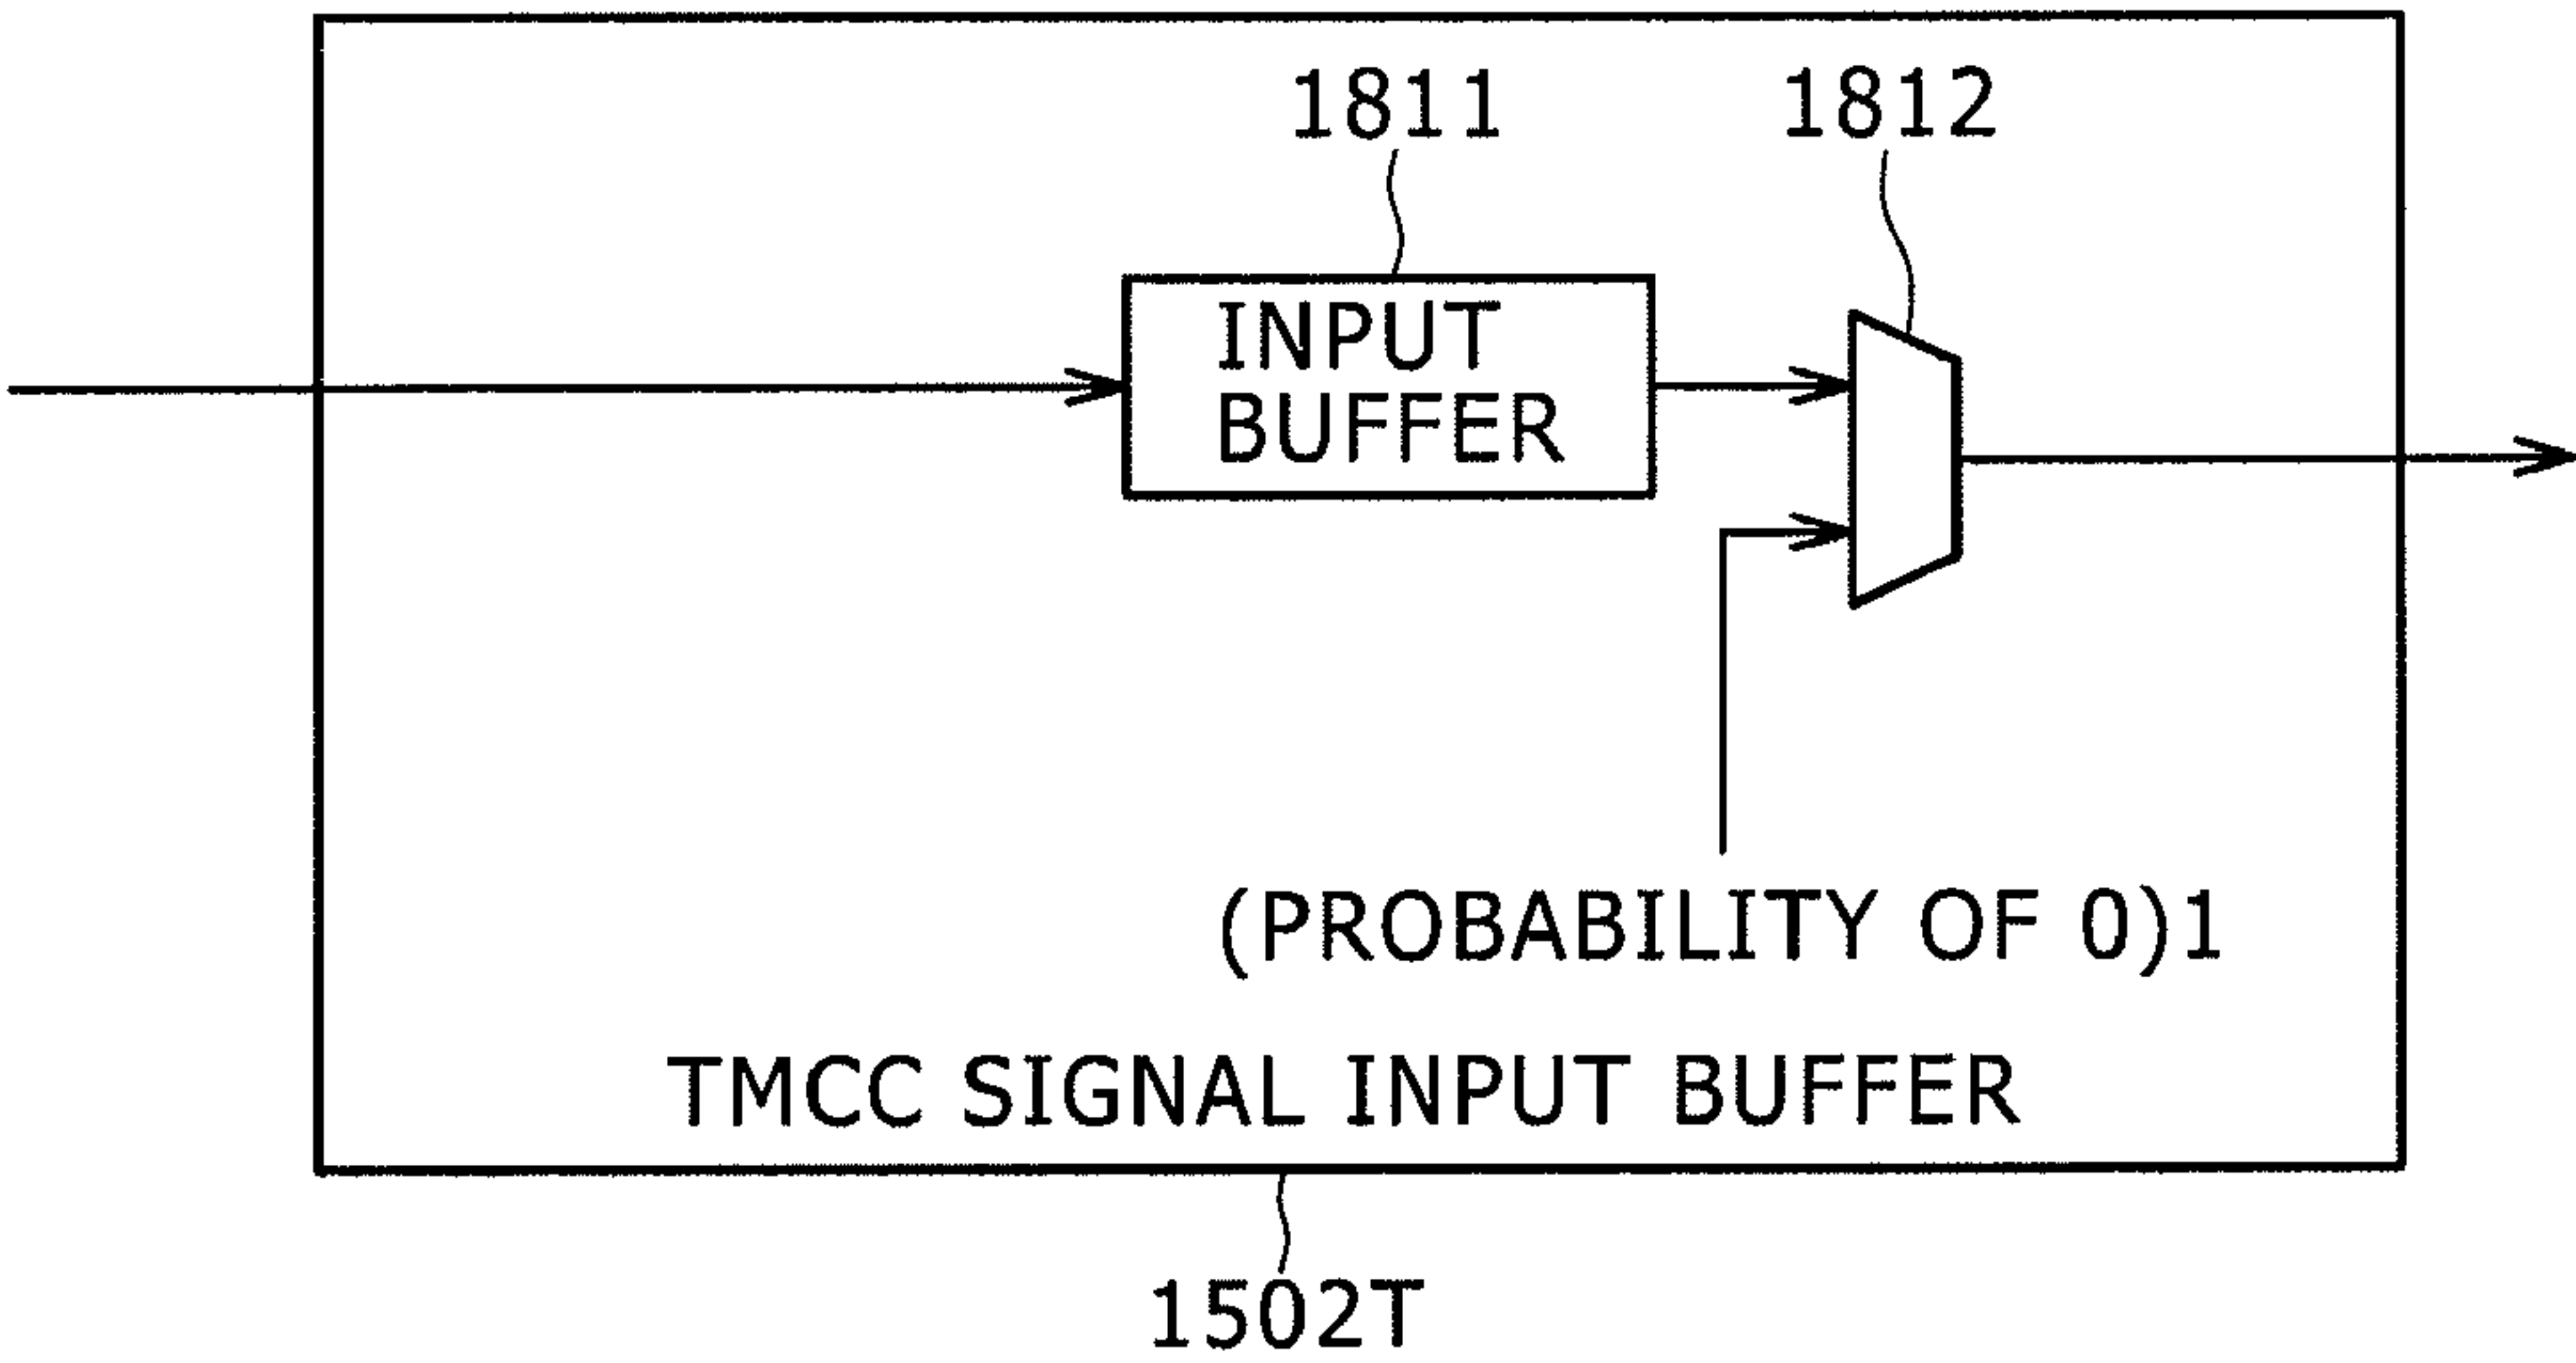 1811
1812
INPUT
BUFFER
(PROBABILITY OF 0)1
TMCC SIGNAL INPUT BUFFER
1502T